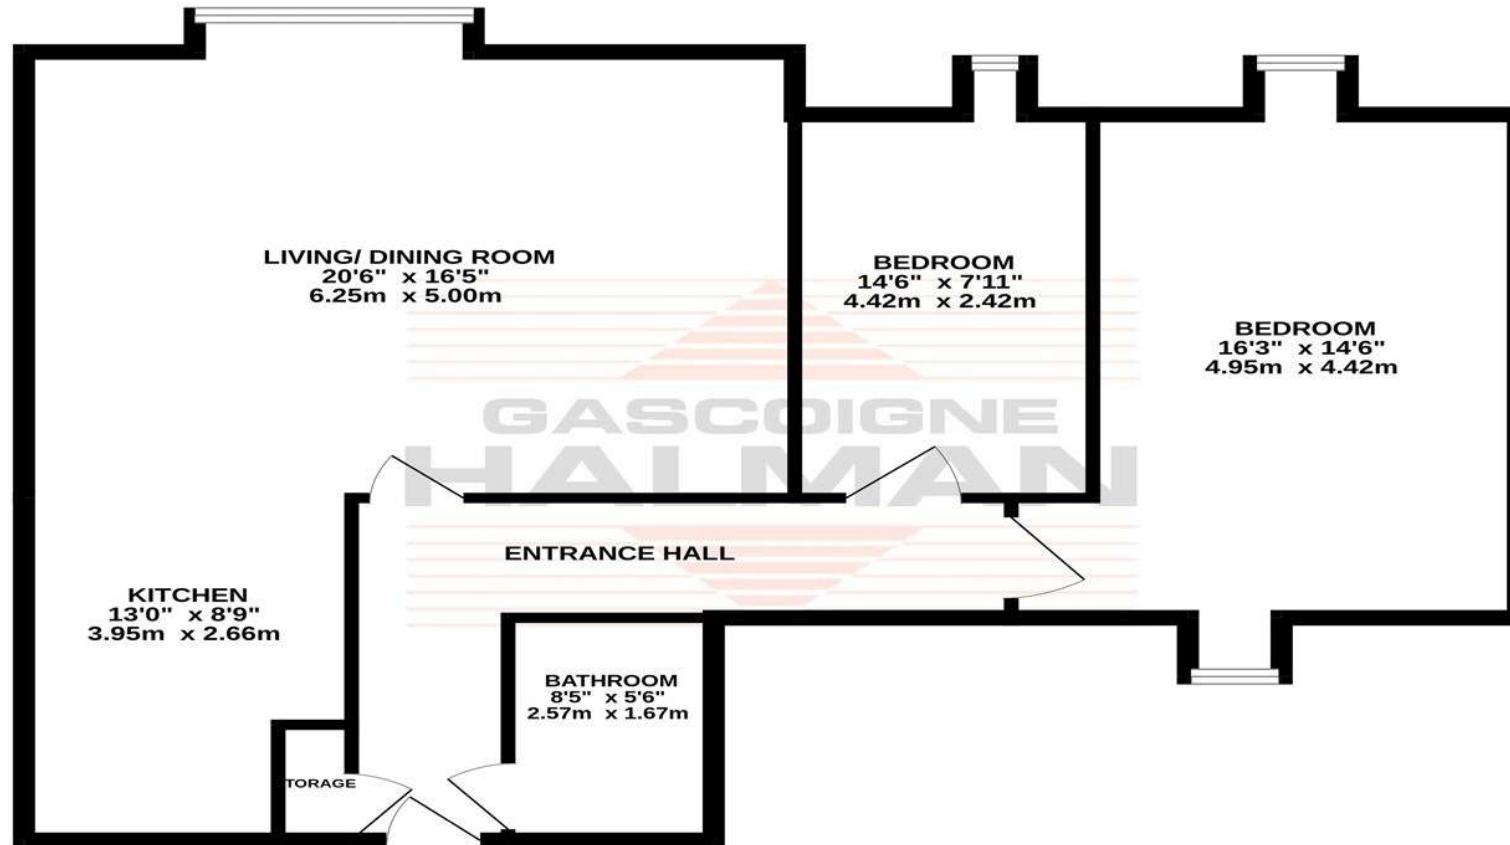 LIVING/ DINING ROOM
20'6" x 16'5"
6.25m x 5.00m
BEDROOM
14'6" x 7'11"
4.42m x 2.42m
BEDROOM
16'3" x 14'6"
4.95m x 4.42m
GASCOIGNE
HALMAN
ENTRANCE HALL
KITCHEN
13'0" x 8'9"
3.95m x 2.66m
BATHROOM
8'5" x 5'6"
2.57m x 1.67m
TORAGE